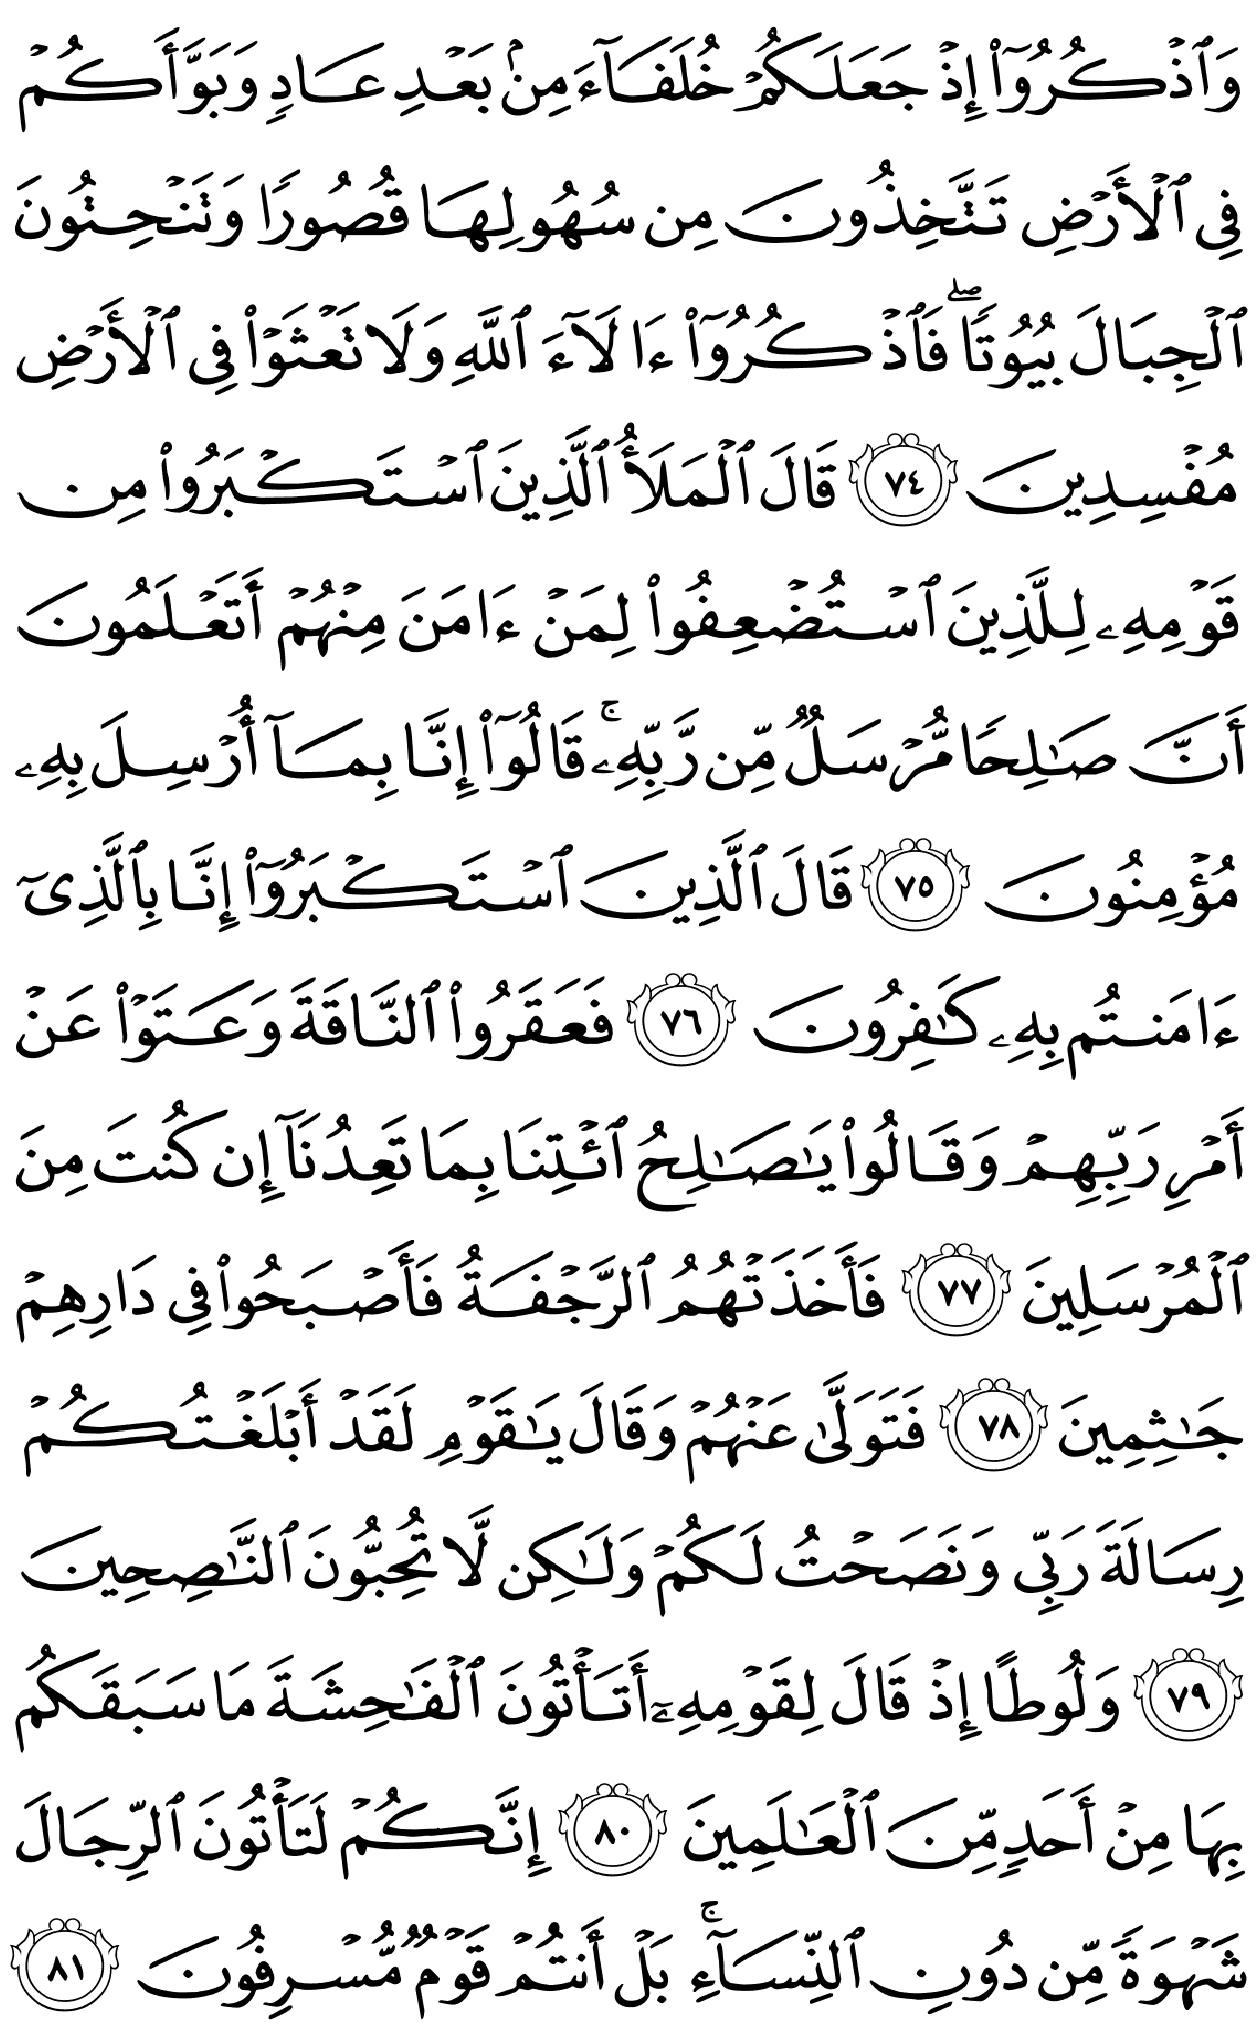 وَٱذۡكُرُوٓاْ إِذۡ جَعَلَكُمۡ خُلَفَآءَ مِنۢ بَعۡدِ عَادٖ وَبَوَّأَكُمۡ
فِي ٱلۡأَرۡضِ تَتَّخِذُونَ مِن سُهُولِهَا قُصُورٗا وَتَنۡحِتُونَ
ٱلۡجِبَالَ بُيُوتٗاۖ فَٱذۡكُرُوٓاْ ءَالَآءَ ٱللَّهِ وَلَا تَعۡثَوۡاْ فِي ٱلۡأَرۡضِ
مُفۡسِدِينَ ٧٤ قَالَ ٱلۡمَلَأُ ٱلَّذِينَ ٱسۡتَكۡبَرُواْ مِن
قَوۡمِهِۦ لِلَّذِينَ ٱسۡتُضۡعِفُواْ لِمَنۡ ءَامَنَ مِنۡهُمۡ أَتَعۡلَمُونَ
أَنَّ صَٰلِحٗا مُّرۡسَلٞ مِّن رَّبِّهِۦۚ قَالُوٓاْ إِنَّا بِمَآ أُرۡسِلَ بِهِۦ
مُؤۡمِنُونَ ٧٥ قَالَ ٱلَّذِينَ ٱسۡتَكۡبَرُوٓاْ إِنَّا بِٱلَّذِيٓ
ءَامَنتُم بِهِۦ كَٰفِرُونَ ٧٦ فَعَقَرُواْ ٱلنَّاقَةَ وَعَتَوۡاْ عَنۡ
أَمۡرِ رَبِّهِمۡ وَقَالُواْ يَٰصَٰلِحُ ٱئۡتِنَا بِمَا تَعِدُنَآ إِن كُنتَ مِنَ
ٱلۡمُرۡسَلِينَ ٧٧ فَأَخَذَتۡهُمُ ٱلرَّجۡفَةُ فَأَصۡبَحُواْ فِي دَارِهِمۡ
جَٰثِمِينَ ٧٨ فَتَوَلَّىٰ عَنۡهُمۡ وَقَالَ يَٰقَوۡمِ لَقَدۡ أَبۡلَغۡتُكُمۡ
رِسَالَةَ رَبِّي وَنَصَحۡتُ لَكُمۡ وَلَٰكِن لَّا تُحِبُّونَ ٱلنَّٰصِحِينَ
٧٩ وَلُوطًا إِذۡ قَالَ لِقَوۡمِهِۦٓ أَتَأۡتُونَ ٱلۡفَٰحِشَةَ مَا سَبَقَكُم
بِهَا مِنۡ أَحَدٖ مِّنَ ٱلۡعَٰلَمِينَ ٨٠ إِنَّكُمۡ لَتَأۡتُونَ ٱلرِّجَالَ
شَهۡوَةٗ مِّن دُونِ ٱلنِّسَآءِۚ بَلۡ أَنتُمۡ قَوۡمٞ مُّسۡرِفُونَ ٨١